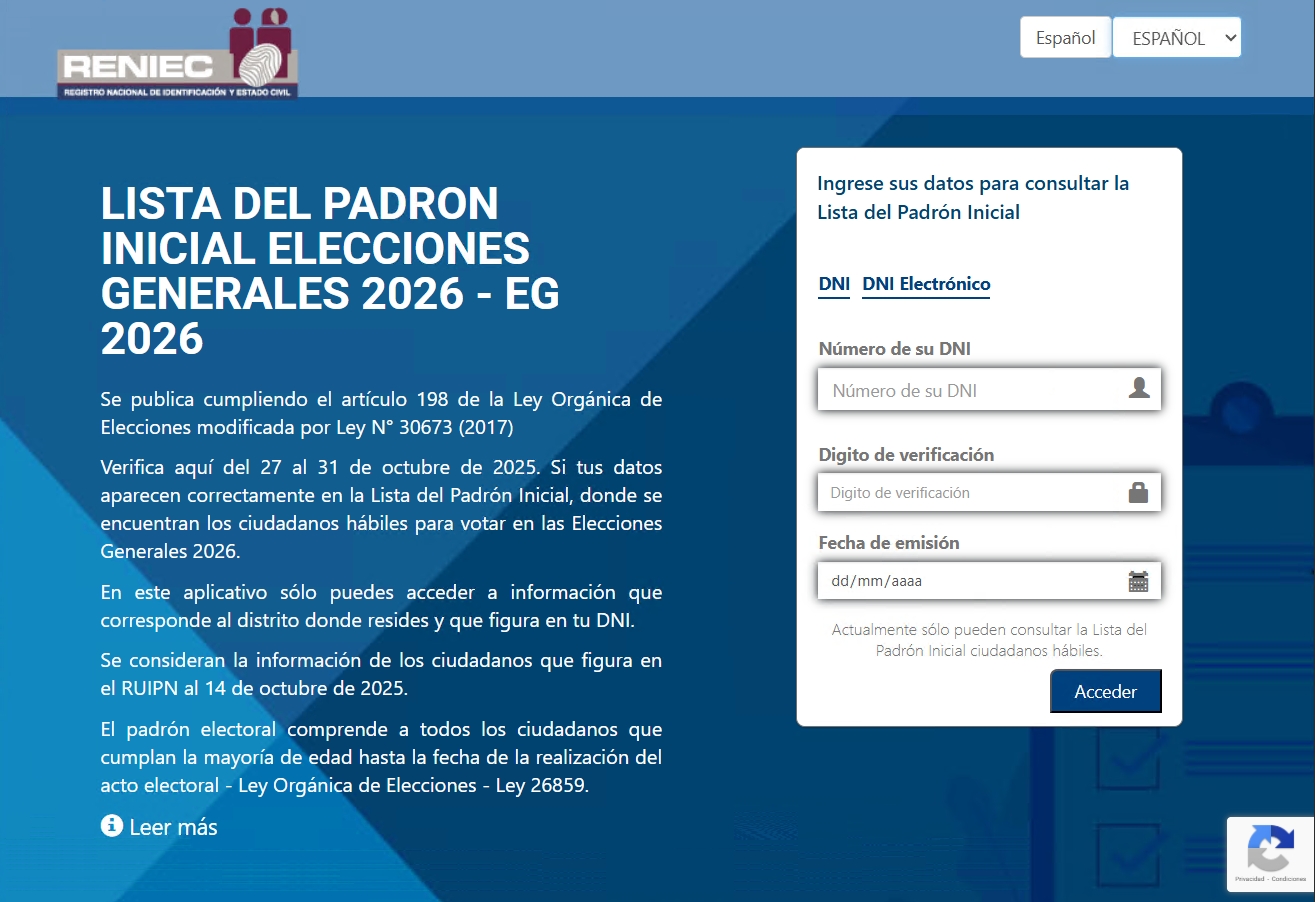 RENIEC
REGISTRO NACIONAL DE IDENTIFICACIÓN Y ESTADO CIVIL
Español
ESPAÑOL
LISTA DEL PADRON
INICIAL ELECCIONES
GENERALES 2026 - EG
2026
Se publica cumpliendo el artículo 198 de la Ley Orgánica de
Elecciones modificada por Ley N° 30673 (2017)
Verifica aquí del 27 al 31 de octubre de 2025. Si tus datos
aparecen correctamente en la Lista del Padrón Inicial, donde se
encuentran los ciudadanos hábiles para votar en las Elecciones
Generales 2026.
En este aplicativo sólo puedes acceder a información que
corresponde al distrito donde resides y que figura en tu DNI.
Se consideran la información de los ciudadanos que figura en
el RUIPN al 14 de octubre de 2025.
El padrón electoral comprende a todos los ciudadanos que
cumplan la mayoría de edad hasta la fecha de la realización del
acto electoral - Ley Orgánica de Elecciones - Ley 26859.
Leer más
Ingrese sus datos para consultar la
Lista del Padrón Inicial
DNI DNI Electrónico
Número de su DNI
Número de su DNI
Digito de verificación
Digito de verificación
Fecha de emisión
dd/mm/aaaa
Actualmente sólo pueden consultar la Lista del
Padrón Inicial ciudadanos hábiles.
Acceder
Privacidad - Condiciones